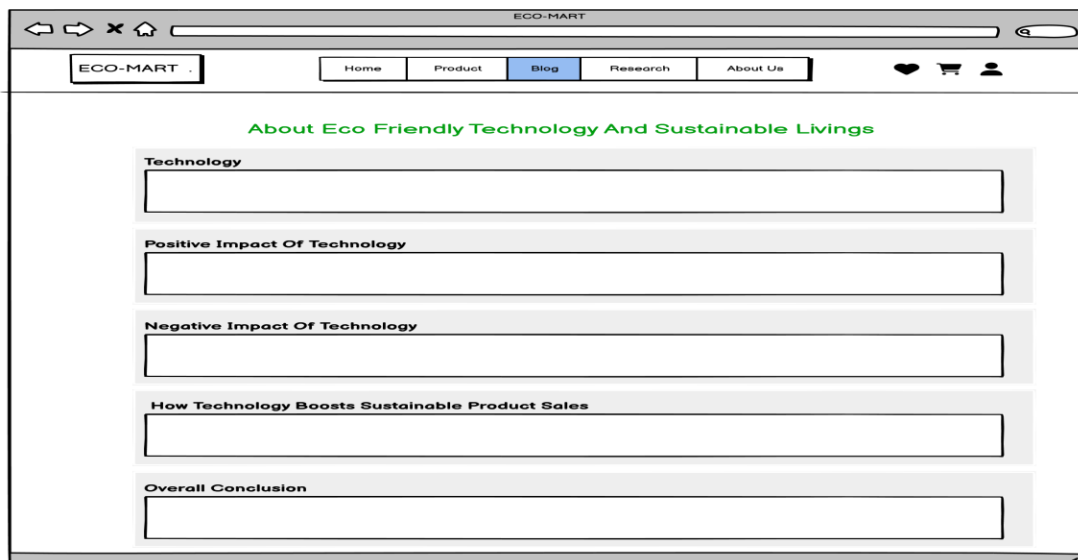 ECO-MART
ECO-MART .
Home Product Blog Research About Us
About Eco Friendly Technology And Sustainable Livings
Technology
Positive Impact Of Technology
Negative Impact Of Technology
How Technology Boosts Sustainable Product Sales
Overall Conclusion